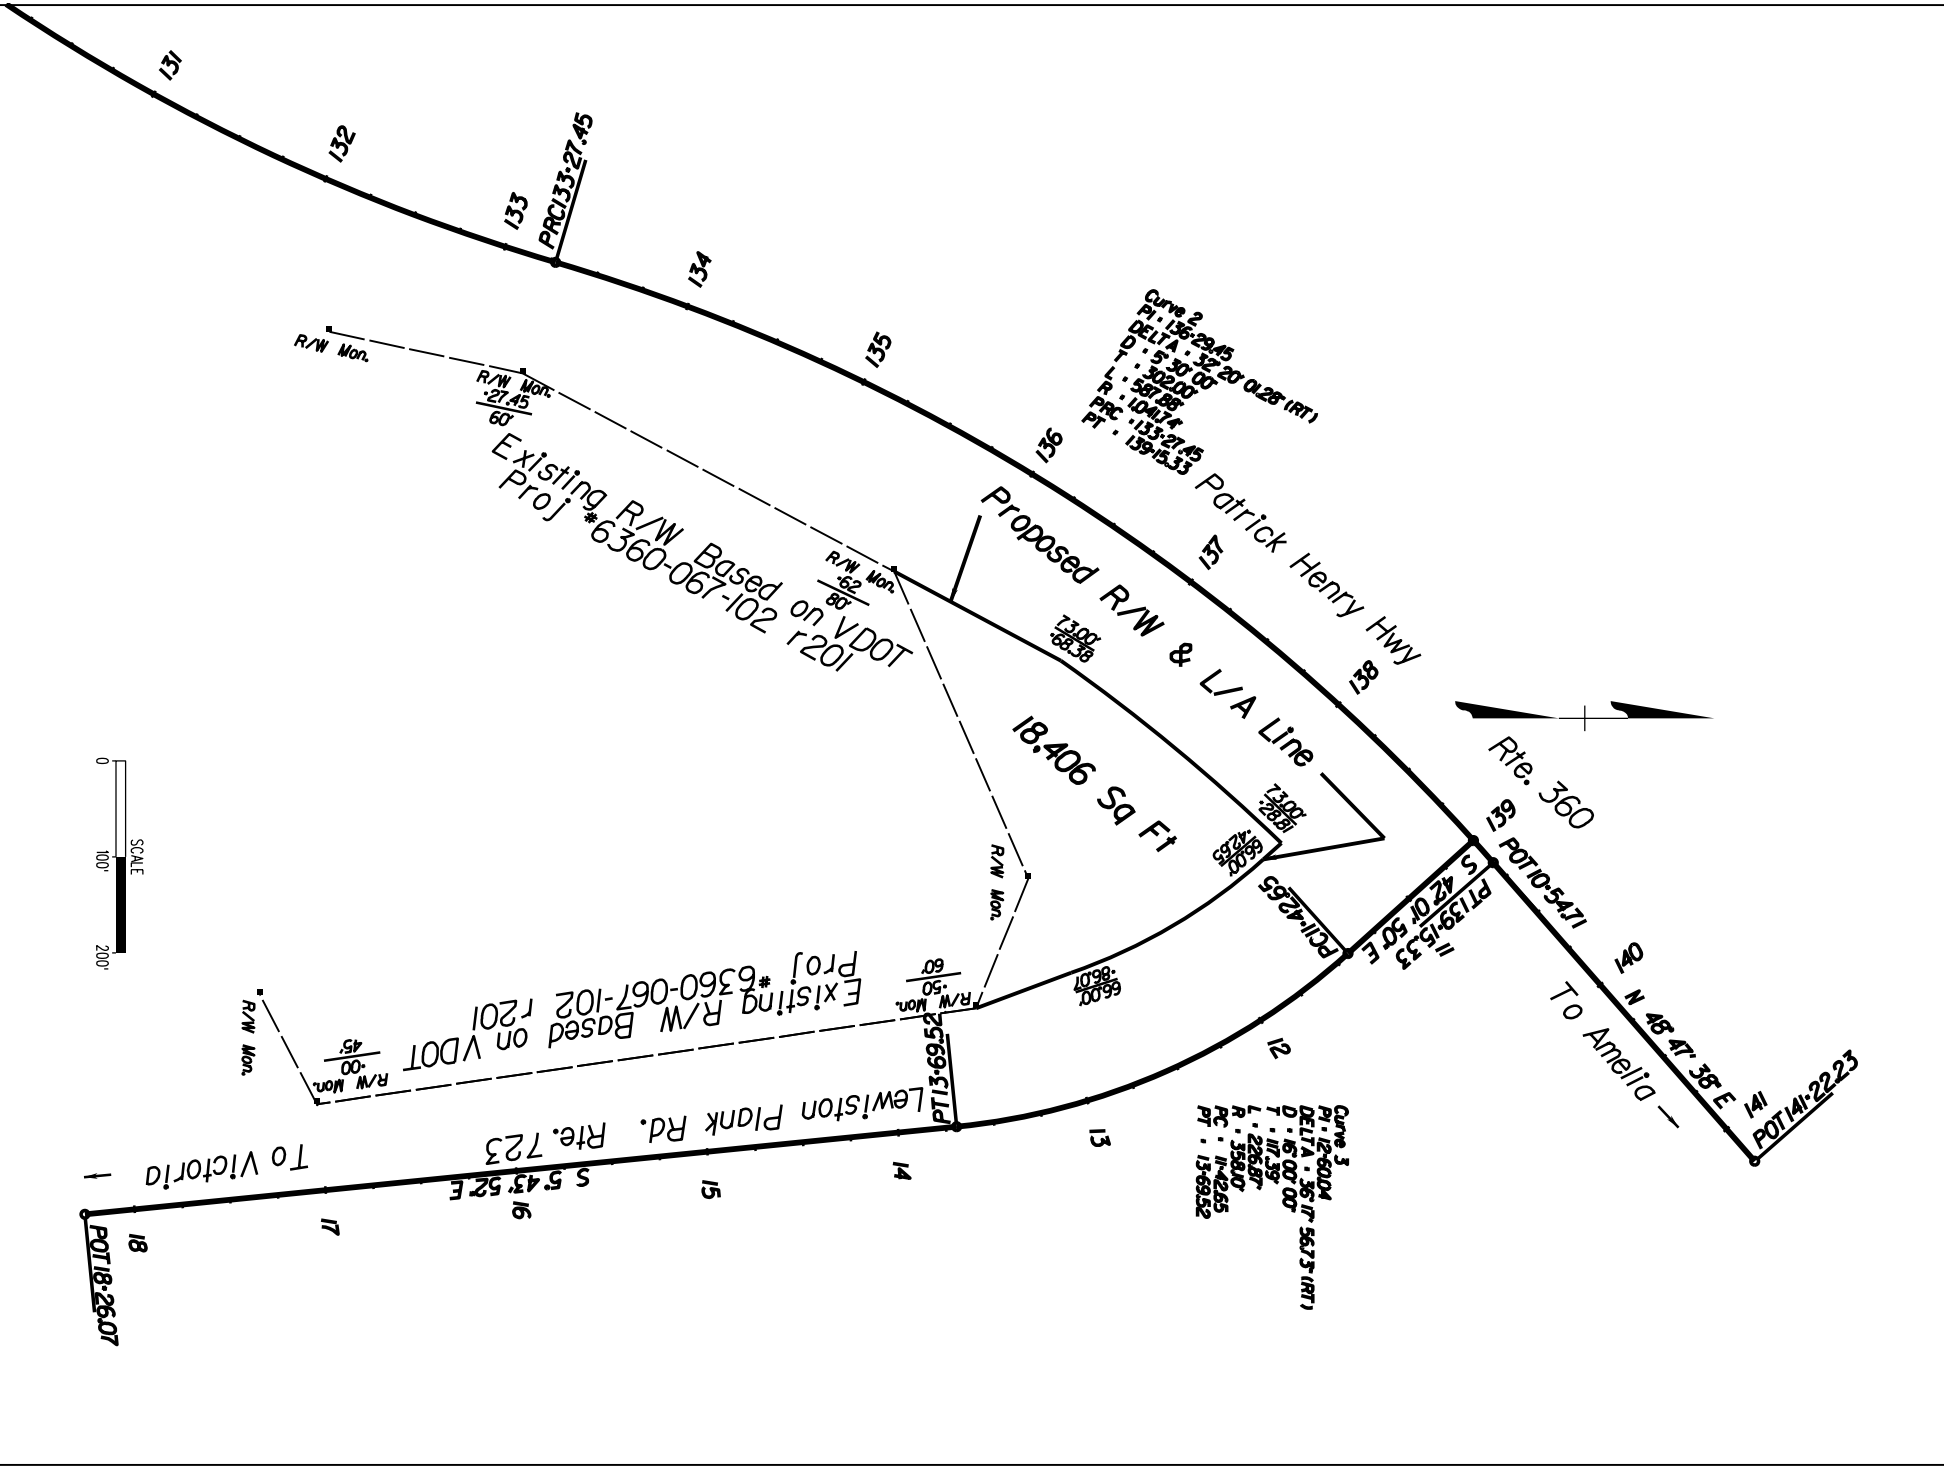 131
132
133
PRC133+27.45
134
135
136
137
138
139
140
141
Curve 2
PI = 136+29.45
DELTA = 32° 20' 01.28" (RT)
D = 5° 30' 00"
T = 302.00'
L = 587.88'
R = 1,041.74'
PRC = 133+27.45
PT = 139+15.33
Patrick Henry Hwy
Rte. 360
To Amelia
N 48° 47' 38" E
POT141+22.23
POT10+54.71
PT139+15.33
S 42° 01' 50" E
11
PC11+42.65
R/W Mon.
R/W Mon.
+27.45
60'
Existing R/W Based on VDOT
Proj #6360-067-102 r201
R/W Mon.
+62
80'
Proposed R/W & L/A Line
73.00'
+68.38
18,406 Sq Ft
73.00'
+28.81
66.00'
+42.65
66.00'
+86.01
R/W Mon.
R/W Mon.
+50
60'
Existing R/W Based on VDOT
Proj #6360-067-102 r201
R/W Mon.
+00
45'
R/W Mon.
Lewiston Plank Rd. Rte. 723
To Victoria
S 5° 43' 52" E
PT13+69.52
12
13
14
15
16
17
18
POT18+26.07
Curve 3
PI = 12+60.04
DELTA = 36° 17' 56.73" (RT)
D = 16° 00' 00"
T = 117.39'
L = 226.87'
R = 358.10'
PC = 11+42.65
PT = 13+69.52
SCALE
0
100'
200'